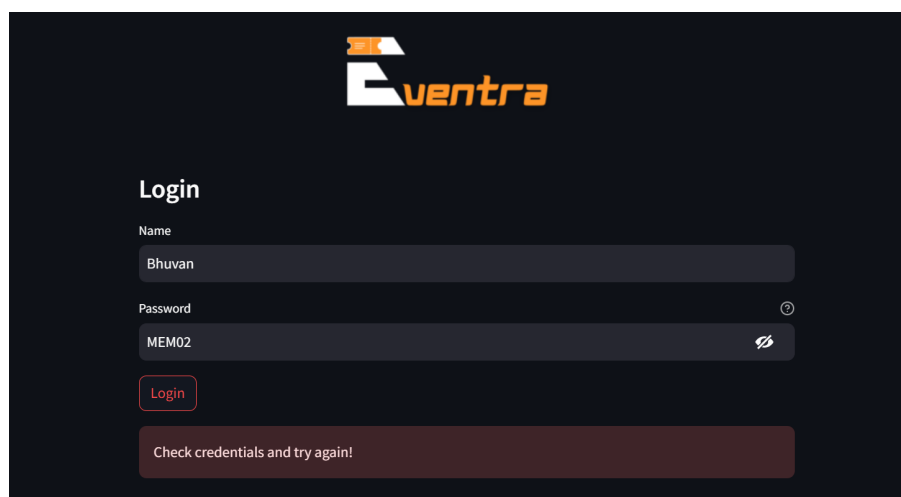 Eventra
Login
Name
Bhuvan
Password
MEM02
Login
Check credentials and try again!